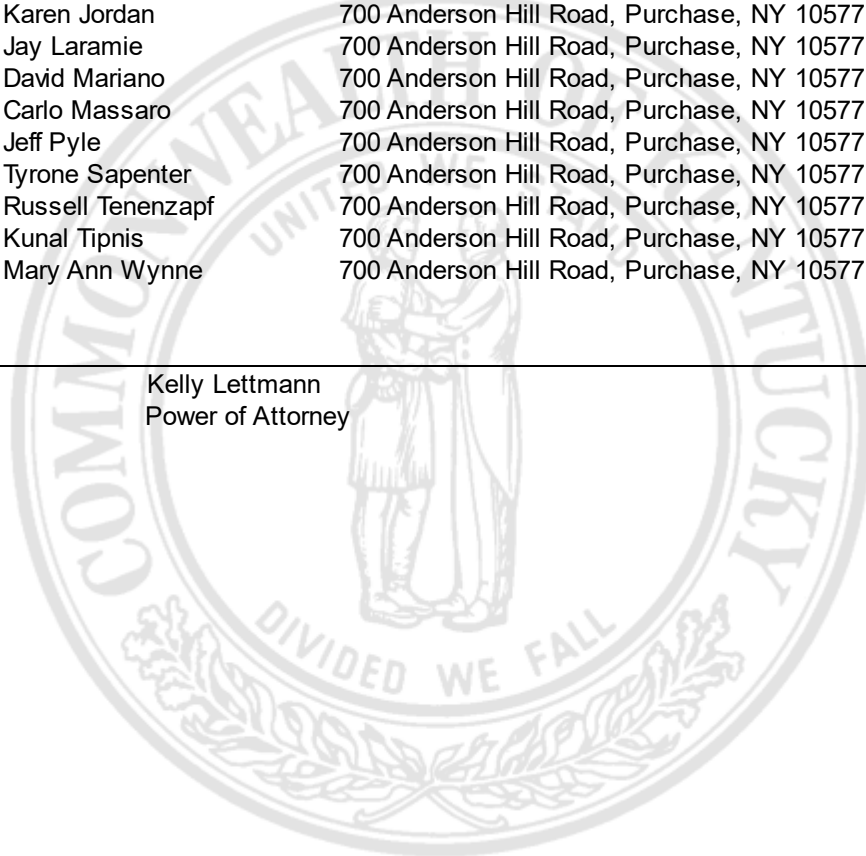 Karen Jordan 700 Anderson Hill Road, Purchase, NY 10577
Jay Laramie 700 Anderson Hill Road, Purchase, NY 10577
David Mariano 700 Anderson Hill Road, Purchase, NY 10577
Carlo Massaro 700 Anderson Hill Road, Purchase, NY 10577
Jeff Pyle 700 Anderson Hill Road, Purchase, NY 10577
Tyrone Sapenter 700 Anderson Hill Road, Purchase, NY 10577
Russell Tenenzapf 700 Anderson Hill Road, Purchase, NY 10577
Kunal Tipnis 700 Anderson Hill Road, Purchase, NY 10577
Mary Ann Wynne 700 Anderson Hill Road, Purchase, NY 10577
Kelly Lettmann
Power of Attorney
COMMONWEALTH OF KENTUCKY
UNITED WE STAND
DIVIDED WE FALL